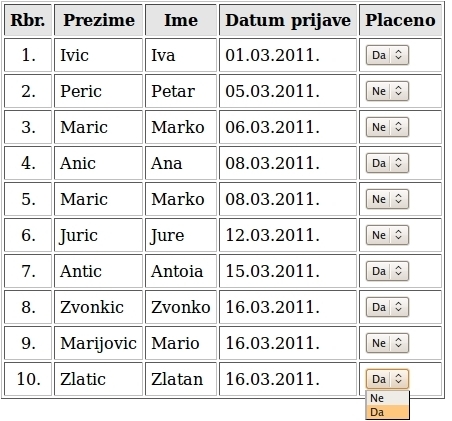 Rbr. Prezime Ime Datum prijave Placeno
1. Ivic Iva 01.03.2011. Da
2. Peric Petar 05.03.2011. Ne
3. Maric Marko 06.03.2011. Ne
4. Anic Ana 08.03.2011. Da
5. Maric Marko 08.03.2011. Ne
6. Juric Jure 12.03.2011. Ne
7. Antic Antoia 15.03.2011. Da
8. Zvonkic Zvonko 16.03.2011. Da
9. Marijovic Mario 16.03.2011. Ne
10. Zlatic Zlatan 16.03.2011. Da
Ne
Da